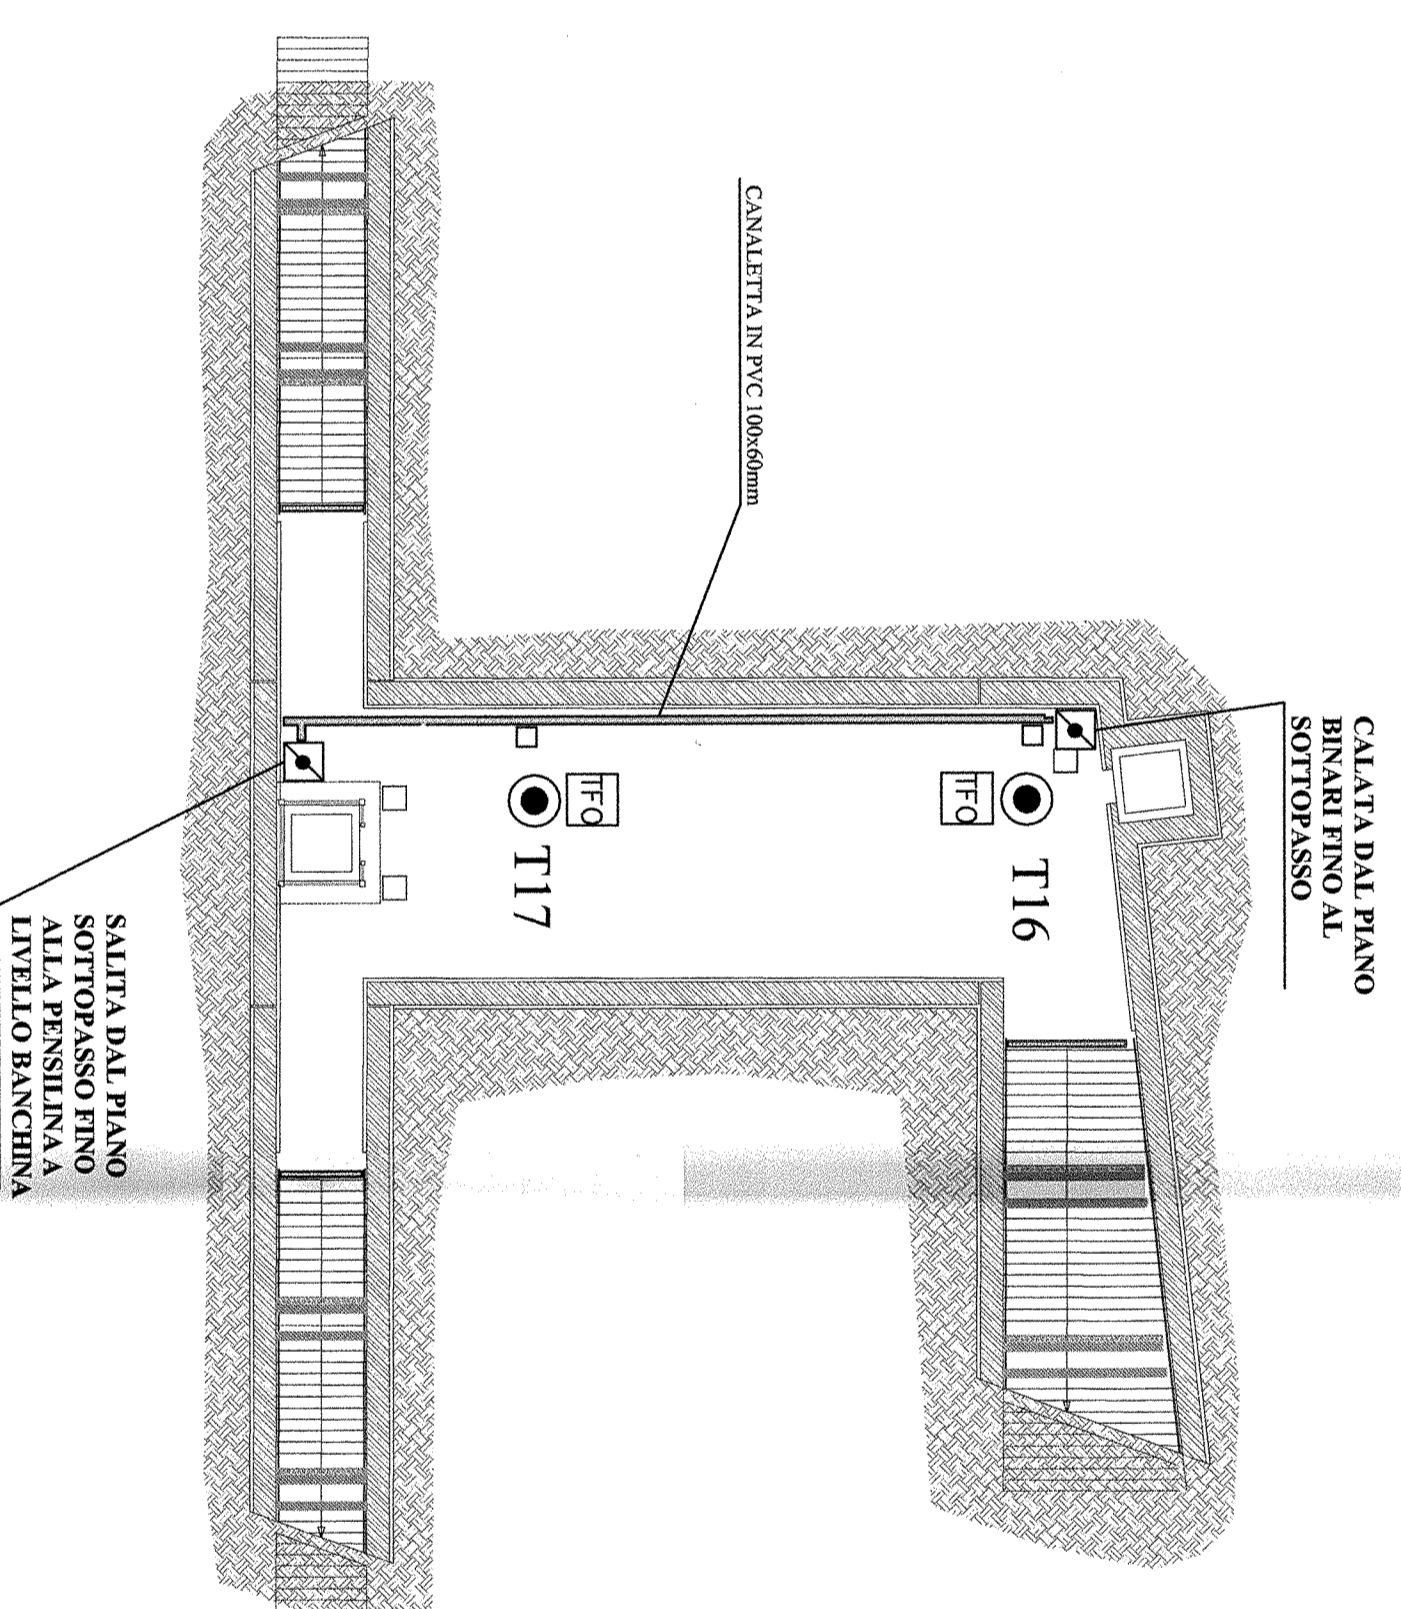 CALATA DAL PIANO
BINARI FINO AL
SOTTOPASSO
CANALETTA IN PVC 100x60mm
TFO
T16
TFO
T17
SALITA DAL PIANO
SOTTOPASSO FINO
ALLA PENSILINA A
LIVELLO BANCHINA